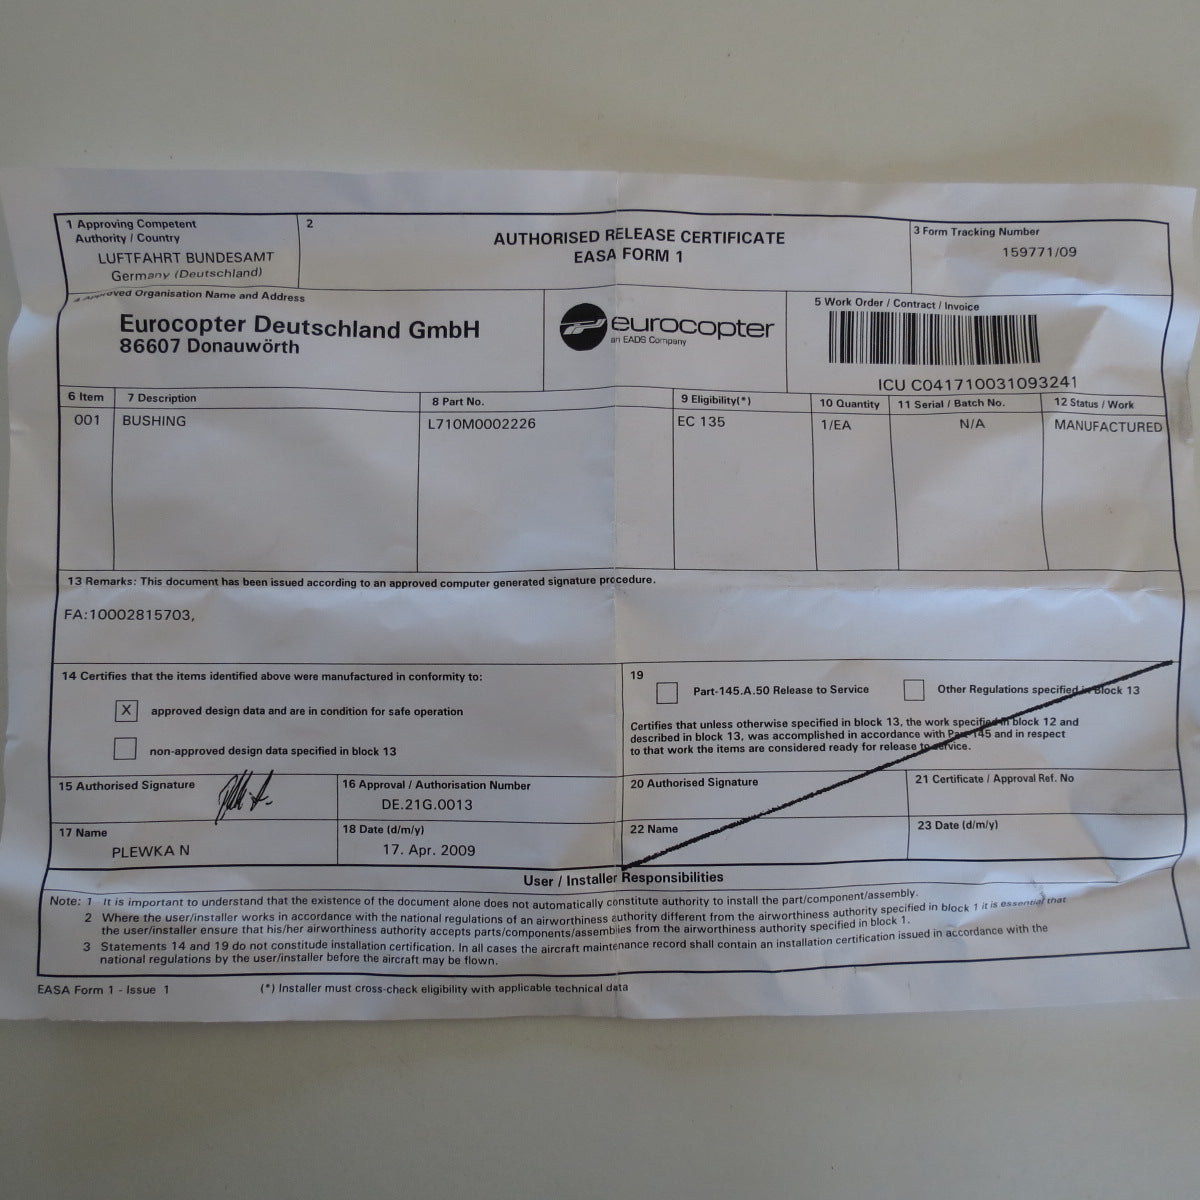 1 Approving Competent
Authority / Country
LUFTFAHRT BUNDESAMT
Germany (Deutschland)
2
AUTHORISED RELEASE CERTIFICATE
EASA FORM 1
3 Form Tracking Number
159771/09
4 Approved Organisation Name and Address
Eurocopter Deutschland GmbH
86607 Donauwörth
eurocopter
an EADS Company
5 Work Order / Contract / Invoice
ICU C041710031093241
6 Item 7 Description 8 Part No. 9 Eligibility(*) 10 Quantity 11 Serial / Batch No. 12 Status / Work
001 BUSHING L710M0002226 EC 135 1/EA N/A MANUFACTURED
13 Remarks: This document has been issued according to an approved computer generated signature procedure.
FA:10002815703,
14 Certifies that the items identified above were manufactured in conformity to:
X approved design data and are in condition for safe operation
non-approved design data specified in block 13
19
Part-145.A.50 Release to Service Other Regulations specified in Block 13
Certifies that unless otherwise specified in block 13, the work specified in block 12 and
described in block 13, was accomplished in accordance with Part-145 and in respect
to that work the items are considered ready for release to service.
15 Authorised Signature
16 Approval / Authorisation Number
DE.21G.0013
20 Authorised Signature
21 Certificate / Approval Ref. No
17 Name
PLEWKA N
18 Date (d/m/y)
17. Apr. 2009
22 Name
23 Date (d/m/y)
User / Installer Responsibilities
Note: 1 It is important to understand that the existence of the document alone does not automatically constitute authority to install the part/component/assembly.
2 Where the user/installer works in accordance with the national regulations of an airworthiness authority different from the airworthiness authority specified in block 1 it is essential that
the user/installer ensure that his/her airworthiness authority accepts parts/components/assemblies from the airworthiness authority specified in block 1.
3 Statements 14 and 19 do not constitude installation certification. In all cases the aircraft maintenance record shall contain an installation certification issued in accordance with the
national regulations by the user/installer before the aircraft may be flown.
EASA Form 1 - Issue 1 (*) Installer must cross-check eligibility with applicable technical data